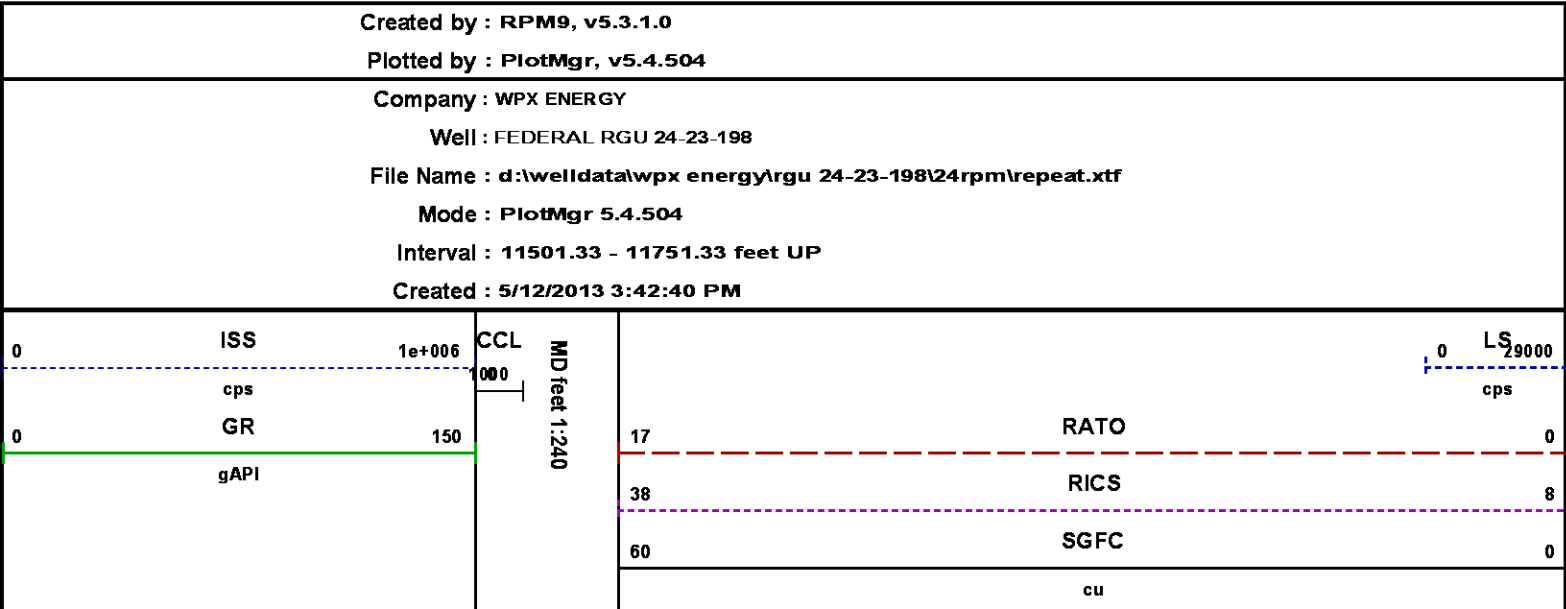 Created by : RPM9, v5.3.1.0
Plotted by : PlotMgr, v5.4.504
Company : WPX ENERGY
Well : FEDERAL RGU 24-23-198
File Name : d:\welldata\wpx energy\rgu 24-23-198\24rpm\repeat.xtf
Mode : PlotMgr 5.4.504
Interval : 11501.33 - 11751.33 feet UP
Created : 5/12/2013 3:42:40 PM
0 ISS 1e+006
cps
0 GR 150
gAPI
CCL
MD feet 1:240
0 LS 29000
cps
17 RATO 0
38 RICS 8
60 SGFC 0
cu